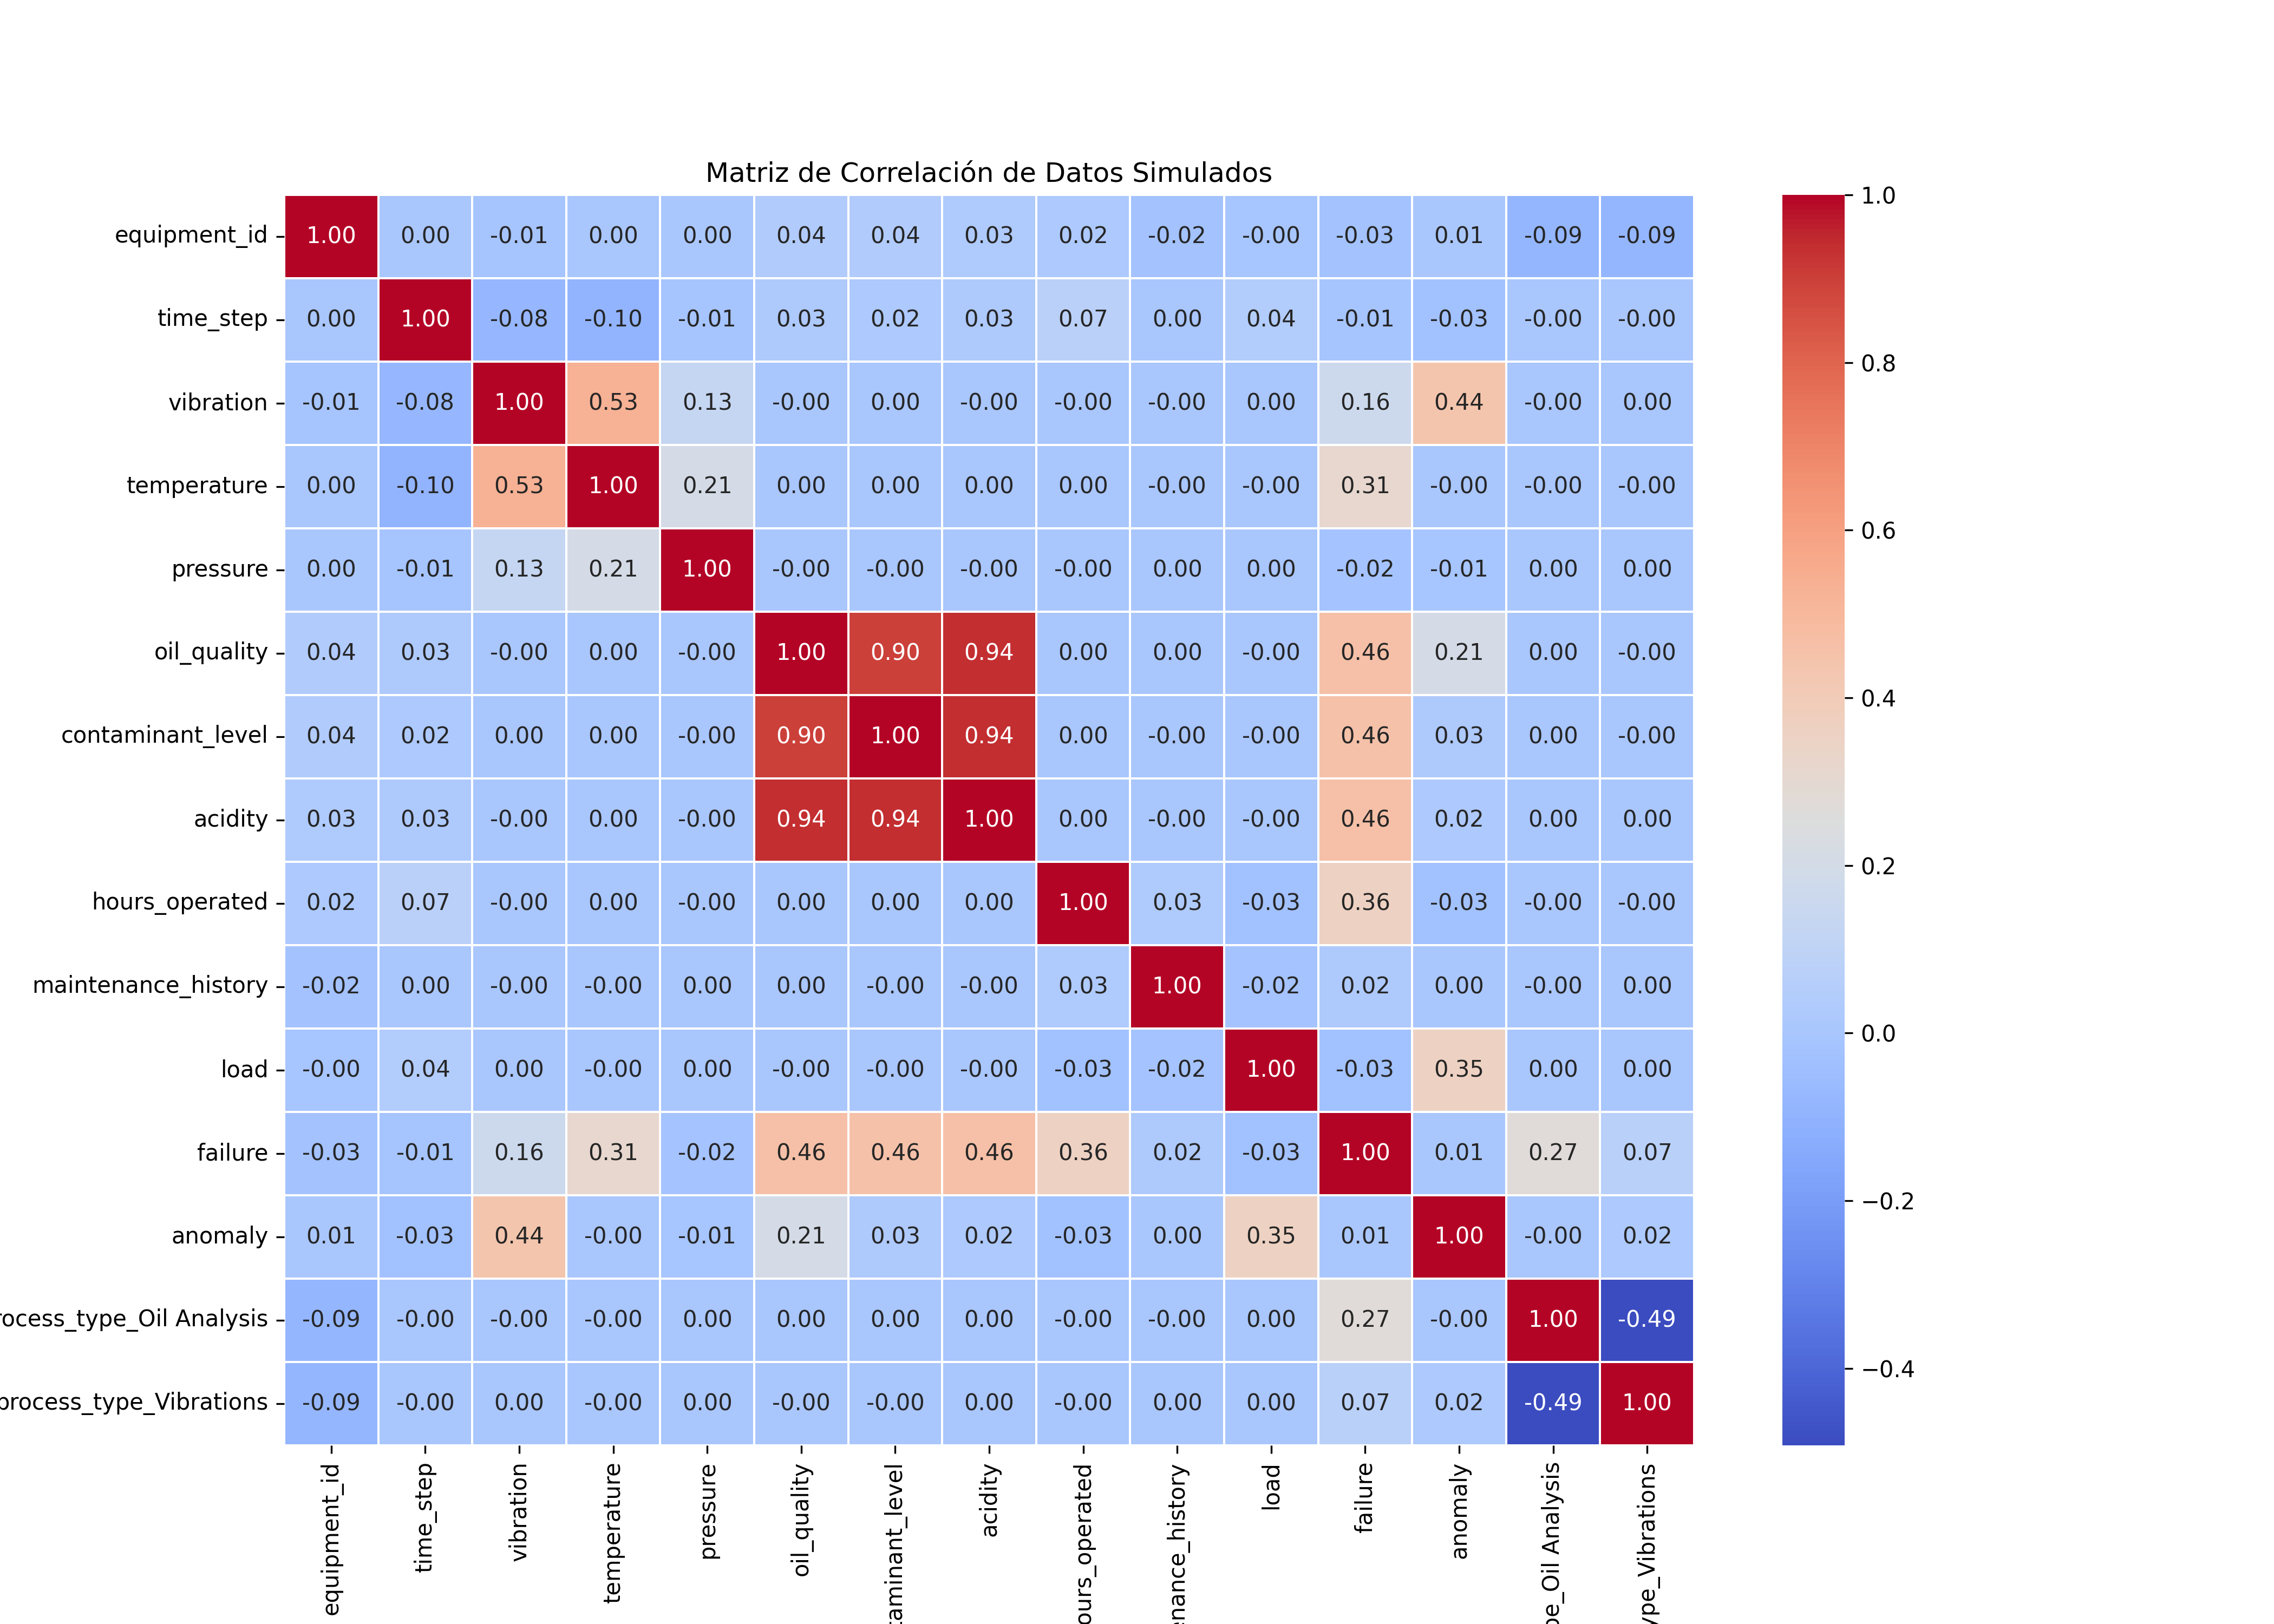 Matriz de Correlación de Datos Simulados
equipment_id 1.00 0.00 -0.01 0.00 0.00 0.04 0.04 0.03 0.02 -0.02 -0.00 -0.03 0.01 -0.09 -0.09
time_step 0.00 1.00 -0.08 -0.10 -0.01 0.03 0.02 0.03 0.07 0.00 0.04 -0.01 -0.03 -0.00 -0.00
vibration -0.01 -0.08 1.00 0.53 0.13 -0.00 0.00 -0.00 -0.00 -0.00 0.00 0.16 0.44 -0.00 0.00
temperature 0.00 -0.10 0.53 1.00 0.21 0.00 0.00 0.00 0.00 -0.00 -0.00 0.31 -0.00 -0.00 -0.00
pressure 0.00 -0.01 0.13 0.21 1.00 -0.00 -0.00 -0.00 -0.00 0.00 0.00 -0.02 -0.01 0.00 0.00
oil_quality 0.04 0.03 -0.00 0.00 -0.00 1.00 0.90 0.94 0.00 0.00 -0.00 0.46 0.21 0.00 -0.00
contaminant_level 0.04 0.02 0.00 0.00 -0.00 0.90 1.00 0.94 0.00 -0.00 -0.00 0.46 0.03 0.00 -0.00
acidity 0.03 0.03 -0.00 0.00 -0.00 0.94 0.94 1.00 0.00 -0.00 -0.00 0.46 0.02 0.00 0.00
hours_operated 0.02 0.07 -0.00 0.00 -0.00 0.00 0.00 0.00 1.00 0.03 -0.03 0.36 -0.03 -0.00 -0.00
maintenance_history -0.02 0.00 -0.00 -0.00 0.00 0.00 -0.00 -0.00 0.03 1.00 -0.02 0.02 0.00 -0.00 0.00
load -0.00 0.04 0.00 -0.00 0.00 -0.00 -0.00 -0.00 -0.03 -0.02 1.00 -0.03 0.35 0.00 0.00
failure -0.03 -0.01 0.16 0.31 -0.02 0.46 0.46 0.46 0.36 0.02 -0.03 1.00 0.01 0.27 0.07
anomaly 0.01 -0.03 0.44 -0.00 -0.01 0.21 0.03 0.02 -0.03 0.00 0.35 0.01 1.00 -0.00 0.02
rocess_type_Oil Analysis -0.09 -0.00 -0.00 -0.00 0.00 0.00 0.00 0.00 -0.00 -0.00 0.00 0.27 -0.00 1.00 -0.49
process_type_Vibrations -0.09 -0.00 0.00 -0.00 0.00 -0.00 -0.00 0.00 -0.00 0.00 0.00 0.07 0.02 -0.49 1.00
equipment_id
time_step
vibration
temperature
pressure
oil_quality
taminant_level
acidity
ours_operated
enance_history
load
failure
anomaly
pe_Oil Analysis
ype_Vibrations
1.0
0.8
0.6
0.4
0.2
0.0
−0.2
−0.4